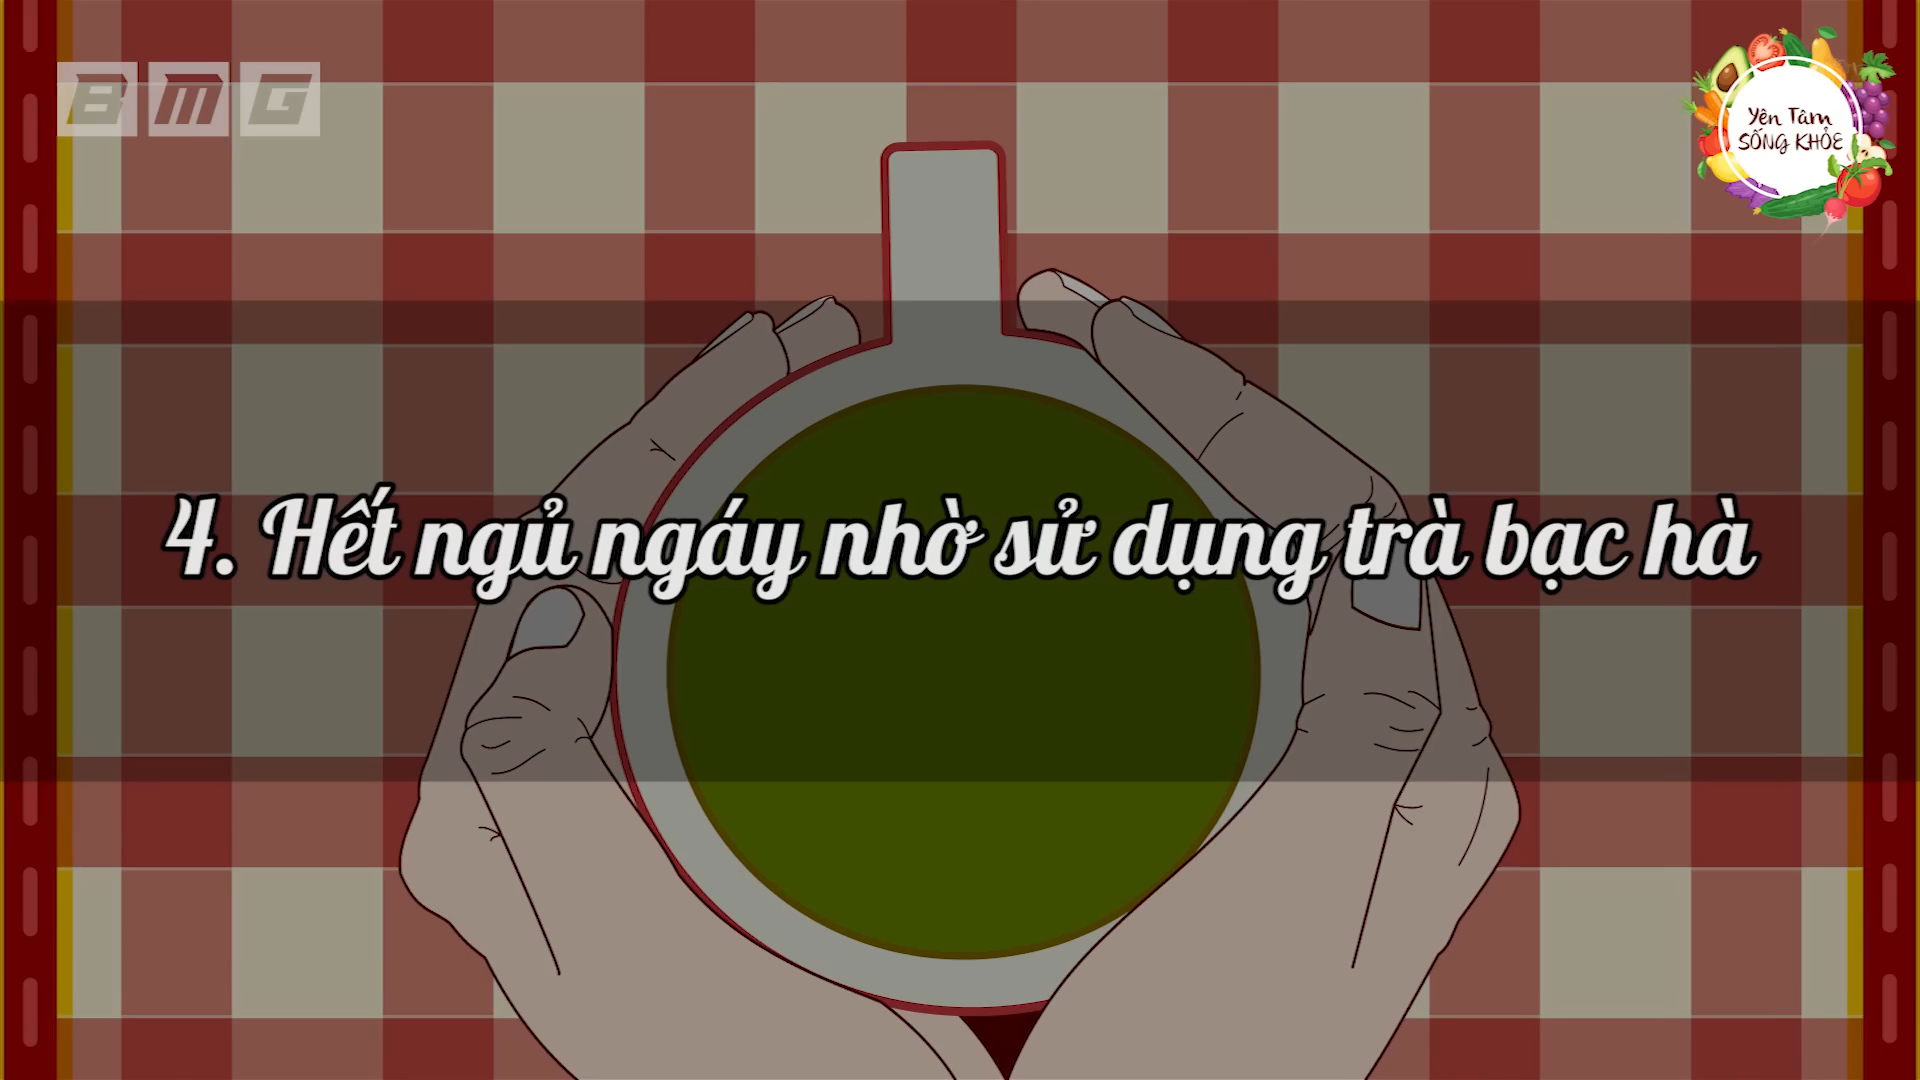 BMG
Yên Tâm
SỐNG KHỎE
4. Hết ngủ ngáy nhờ sử dụng trà bạc hà